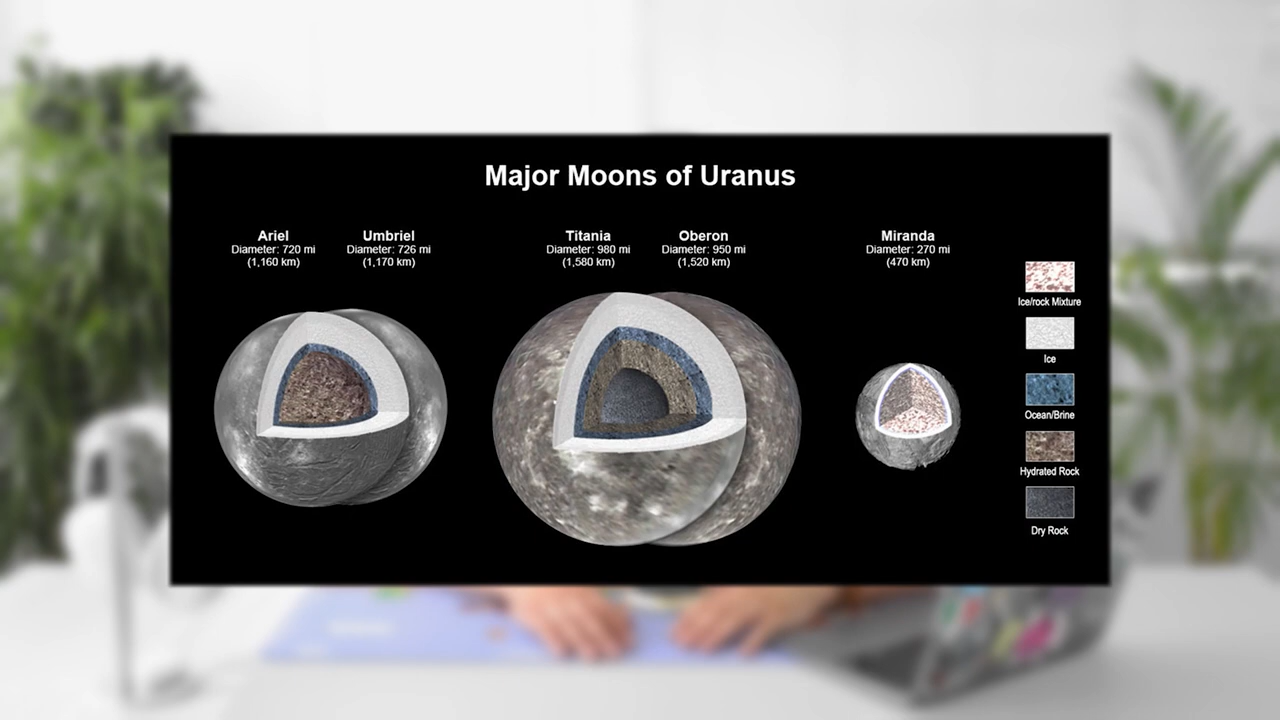 Major Moons of Uranus
Ariel
Diameter: 720 mi
(1,160 km)
Umbriel
Diameter: 726 mi
(1,170 km)
Titania
Diameter: 980 mi
(1,580 km)
Oberon
Diameter: 950 mi
(1,520 km)
Miranda
Diameter: 270 mi
(470 km)
Ice/rock Mixture
Ice
Ocean/Brine
Hydrated Rock
Dry Rock